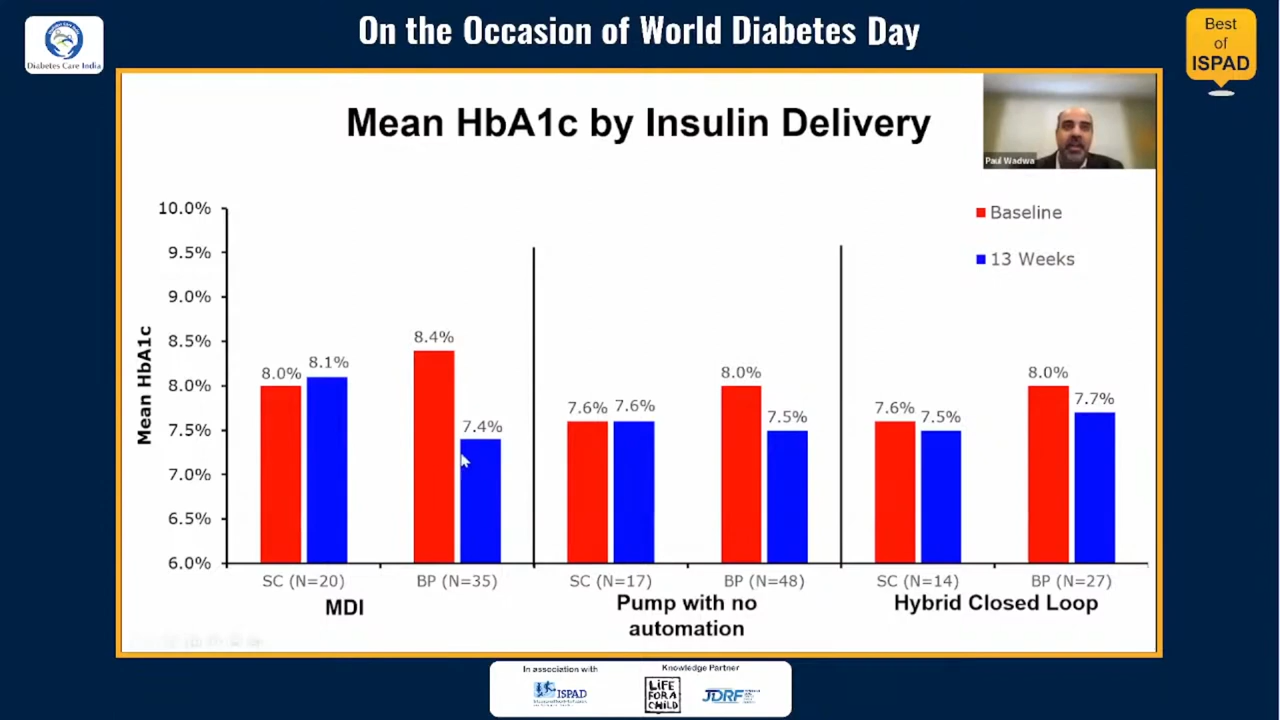 On the Occasion of World Diabetes Day
Diabetes Care India
Best
of
ISPAD
Mean HbA1c by Insulin Delivery
Paul Wadwa
Baseline
13 Weeks
Mean HbA1c
10.0%
9.5%
9.0%
8.5%
8.0%
7.5%
7.0%
6.5%
6.0%
8.0%
8.1%
8.4%
7.4%
7.6%
7.6%
8.0%
7.5%
7.6%
7.5%
8.0%
7.7%
SC (N=20)
BP (N=35)
SC (N=17)
BP (N=48)
SC (N=14)
BP (N=27)
MDI
Pump with no
automation
Hybrid Closed Loop
In association with
Knowledge Partner
ISPAD
LIFE
FOR A
CHILD
JDRF